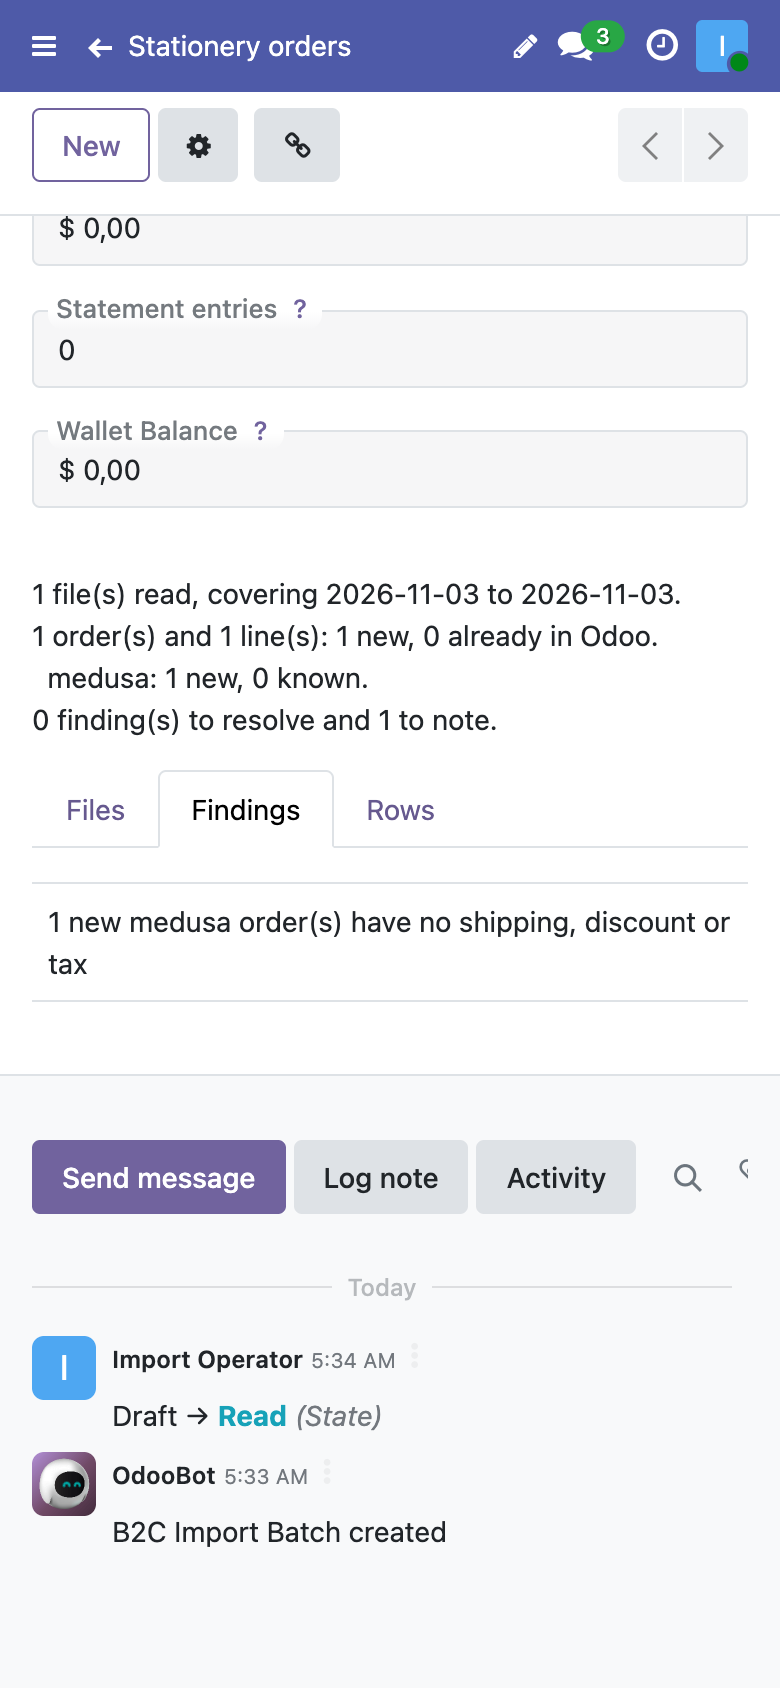 Stationery orders
3
I
New
$ 0,00
Statement entries ?
0
Wallet Balance ?
$ 0,00
1 file(s) read, covering 2026-11-03 to 2026-11-03.
1 order(s) and 1 line(s): 1 new, 0 already in Odoo.
medusa: 1 new, 0 known.
0 finding(s) to resolve and 1 to note.
Files Findings Rows
1 new medusa order(s) have no shipping, discount or
tax
Send message Log note Activity
Today
I
Import Operator 5:34 AM
Draft → Read (State)
OdooBot 5:33 AM
B2C Import Batch created